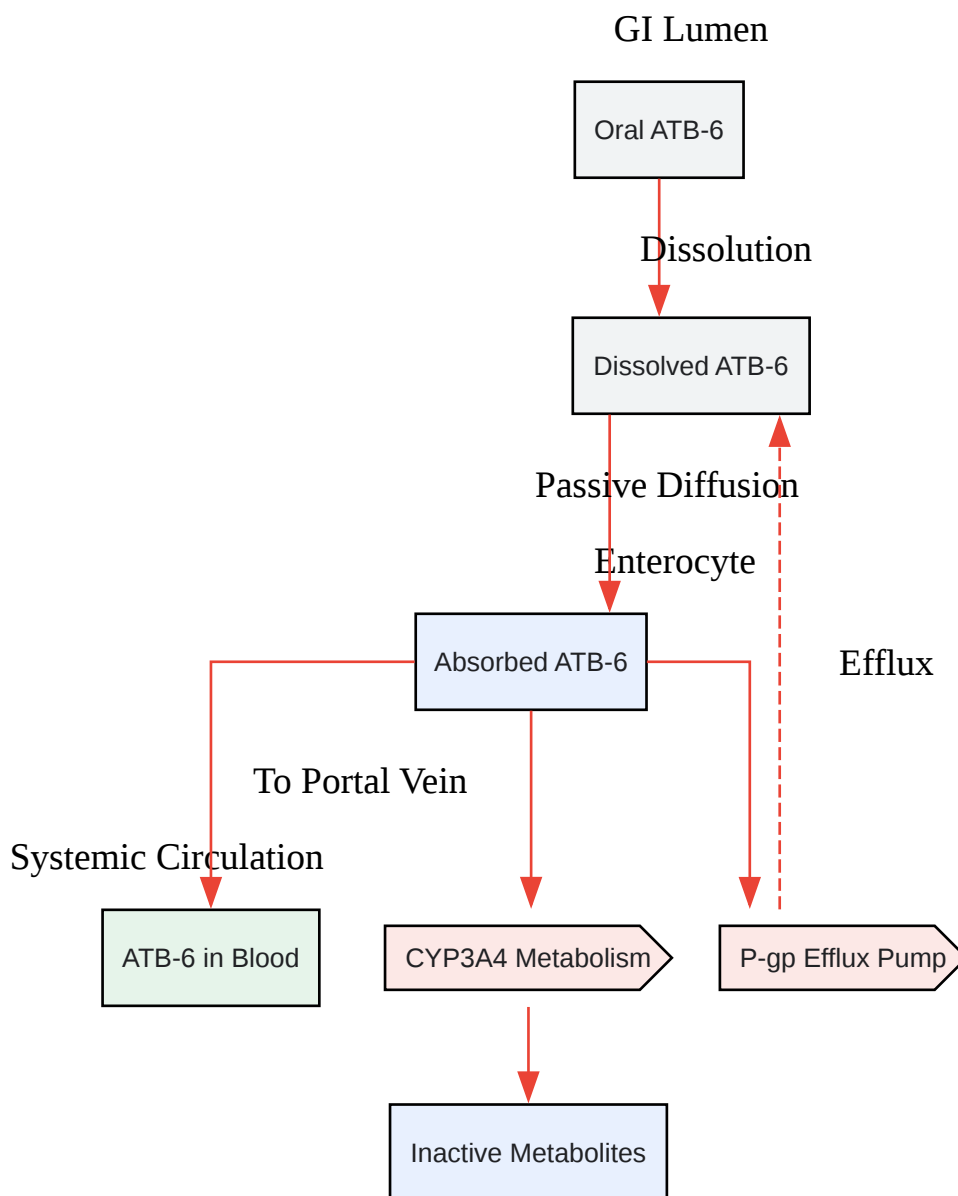 GI Lumen
Oral ATB-6
Dissolution
Dissolved ATB-6
Passive Diffusion
Enterocyte
Absorbed ATB-6
Efflux
To Portal Vein
Systemic Circulation
ATB-6 in Blood
CYP3A4 Metabolism
P-gp Efflux Pump
Inactive Metabolites